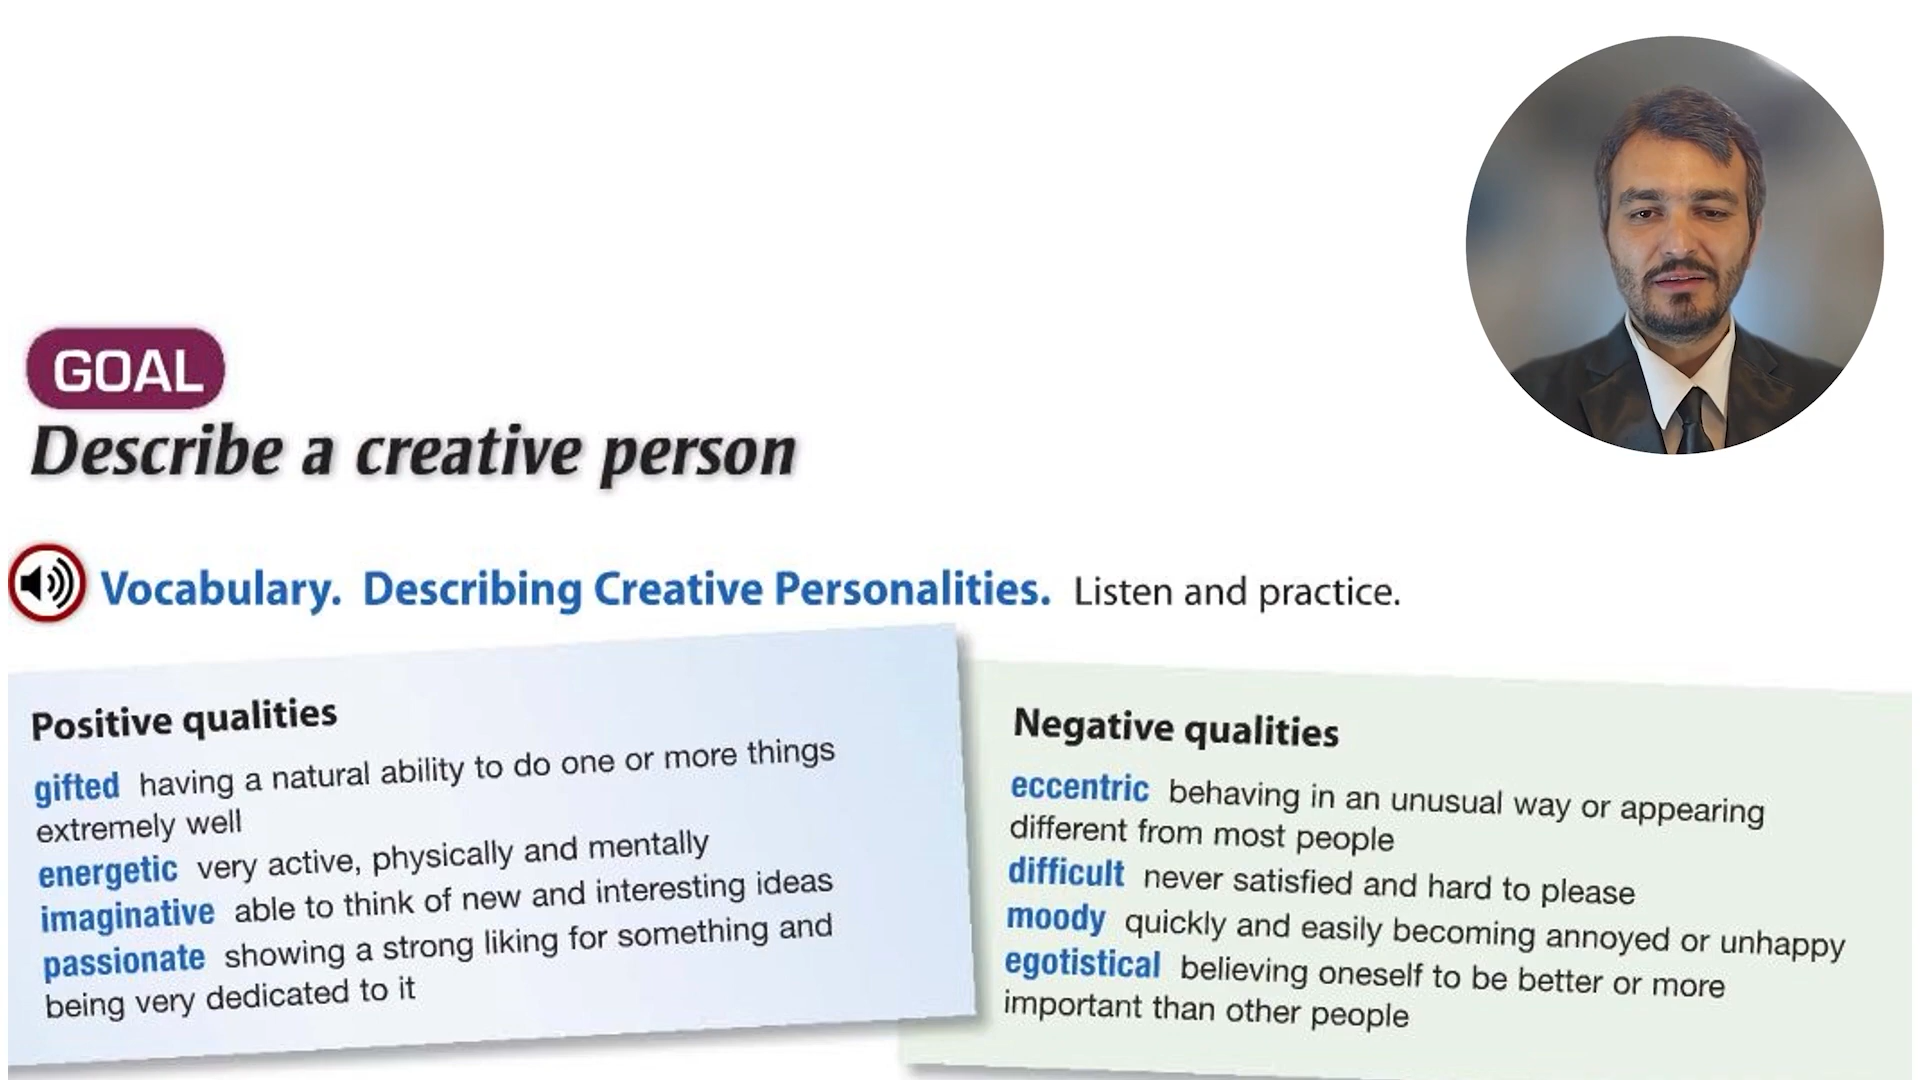 GOAL
Describe a creative person
Vocabulary. Describing Creative Personalities. Listen and practice.
Positive qualities
gifted having a natural ability to do one or more things
extremely well
energetic very active, physically and mentally
imaginative able to think of new and interesting ideas
passionate showing a strong liking for something and
being very dedicated to it
Negative qualities
eccentric behaving in an unusual way or appearing
different from most people
difficult never satisfied and hard to please
moody quickly and easily becoming annoyed or unhappy
egotistical believing oneself to be better or more
important than other people